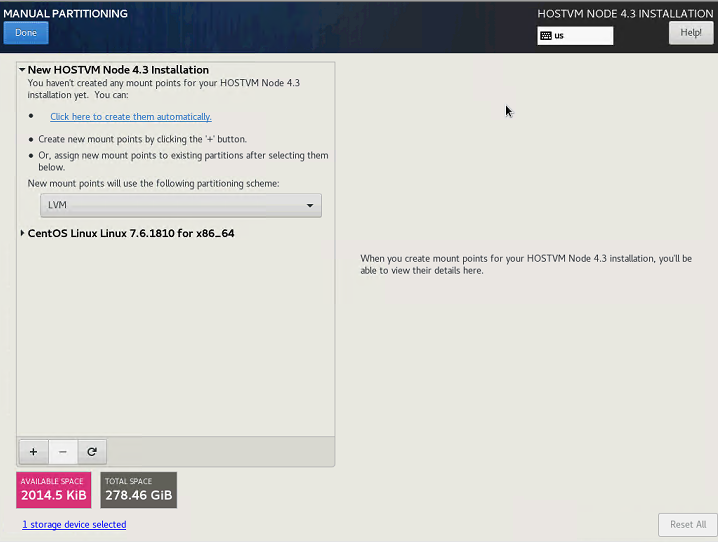 MANUAL PARTITIONING
HOSTVM NODE 4.3 INSTALLATION
Done
us
Help!
New HOSTVM Node 4.3 Installation
You haven't created any mount points for your HOSTVM Node 4.3
installation yet. You can:
• Click here to create them automatically.
• Create new mount points by clicking the '+' button.
• Or, assign new mount points to existing partitions after selecting them
below.
New mount points will use the following partitioning scheme:
LVM
CentOS Linux Linux 7.6.1810 for x86_64
When you create mount points for your HOSTVM Node 4.3 installation, you'll be
able to view their details here.
+ −
AVAILABLE SPACE
2014.5 KiB
TOTAL SPACE
278.46 GiB
1 storage device selected
Reset All